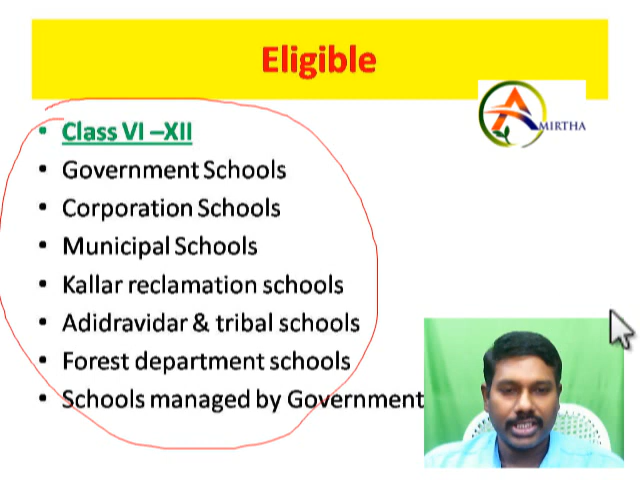 Eligible
AMIRTHA
Class VI –XII
Government Schools
Corporation Schools
Municipal Schools
Kallar reclamation schools
Adidravidar & tribal schools
Forest department schools
Schools managed by Government